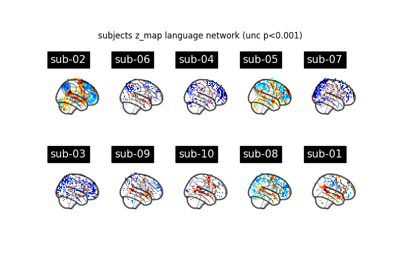 subjects z_map language network (unc p<0.001)
sub-02 sub-06 sub-04 sub-05 sub-07
sub-03 sub-09 sub-10 sub-08 sub-01